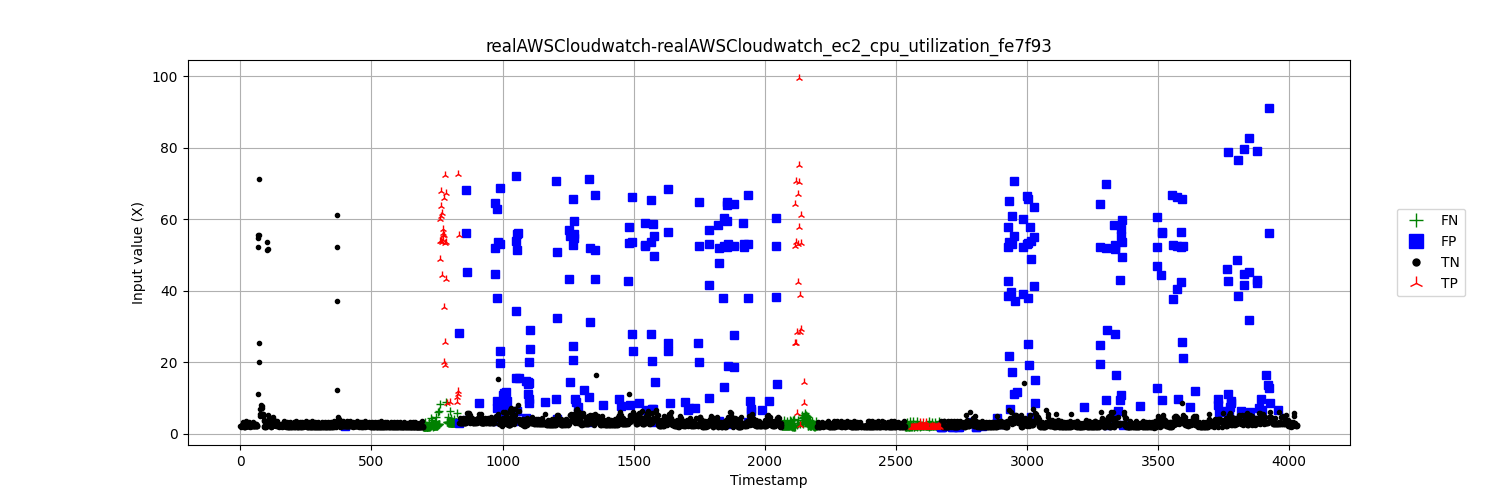 realAWSCloudwatch-realAWSCloudwatch_ec2_cpu_utilization_fe7f93
100
80
60
40
20
0
Input value (X)
0 500 1000 1500 2000 2500 3000 3500 4000
Timestamp
FN
FP
TN
TP